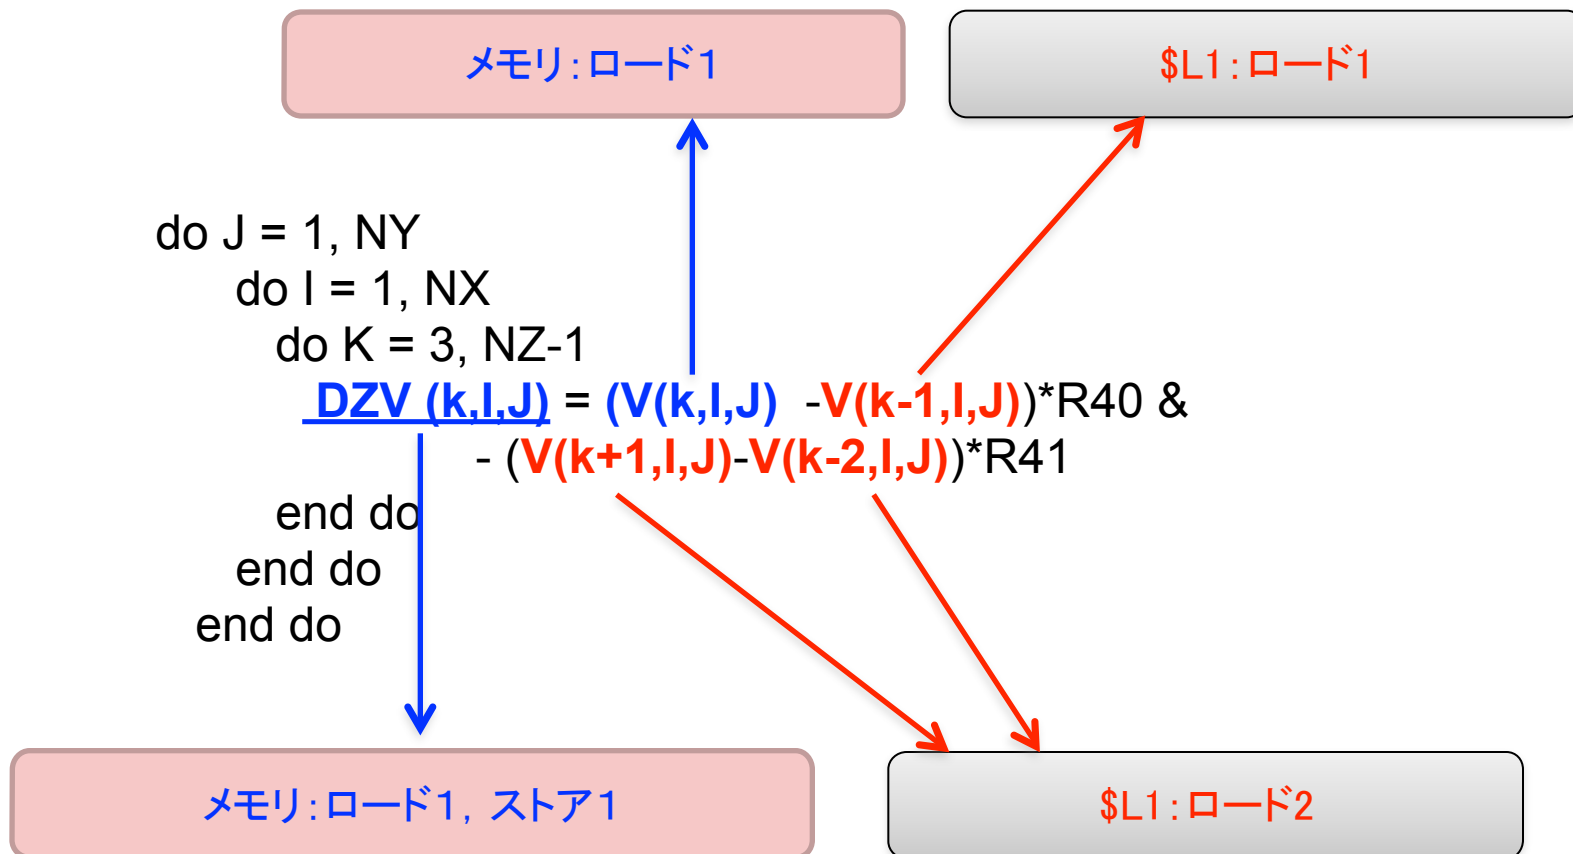 メモリ:ロード1
$L1:ロード1
do J = 1, NY
do I = 1, NX
do K = 3, NZ-1
DZV (k,I,J) = (V(k,I,J) -V(k-1,I,J))*R40 &
- (V(k+1,I,J)-V(k-2,I,J))*R41
end do
end do
end do
メモリ:ロード1, ストア1
$L1:ロード2